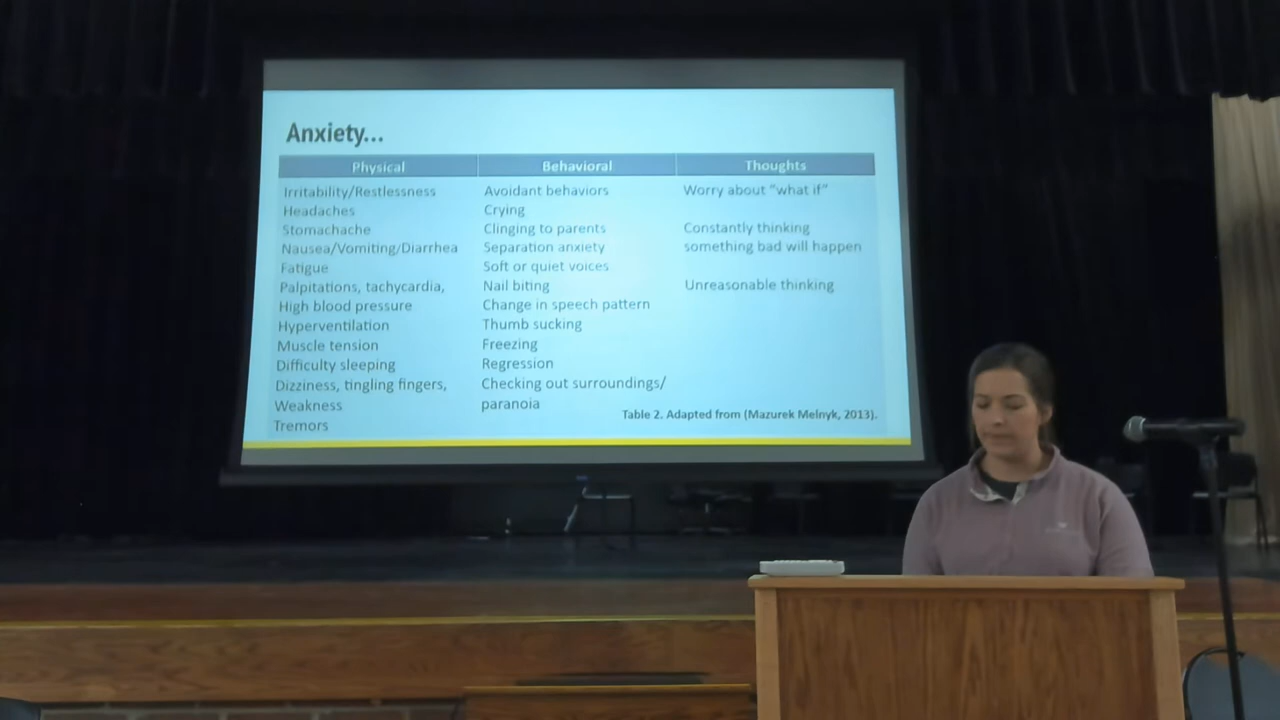 Anxiety...
Physical
Irritability/Restlessness
Headaches
Stomachache
Nausea/Vomiting/Diarrhea
Fatigue
Palpitations, tachycardia,
High blood pressure
Hyperventilation
Muscle tension
Difficulty sleeping
Dizziness, tingling fingers,
Weakness
Tremors
Behavioral
Avoidant behaviors
Crying
Clinging to parents
Separation anxiety
Soft or quiet voices
Nail biting
Change in speech pattern
Thumb sucking
Freezing
Regression
Checking out surroundings/
paranoia
Thoughts
Worry about "what if"
Constantly thinking
something bad will happen
Unreasonable thinking
Table 2. Adapted from (Mazurek Melnyk, 2013).